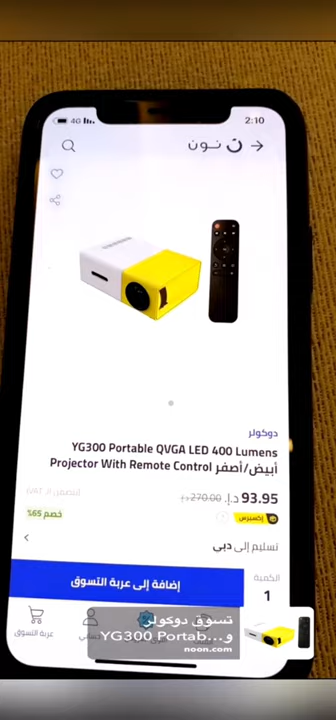 4G
2:10
نون
دوكولر
YG300 Portable QVGA LED 400 Lumens
Projector With Remote Control أبيض/أصفر
93.95 د.إ. 270.00 د.إ.
خصم 65%
إكسبرس
تسليم إلى دبي
الكمية
1
إضافة إلى عربة التسوق
عربة التسوق
حسابي
تسوق دوكولر
YG300 Portab...و
noon.com